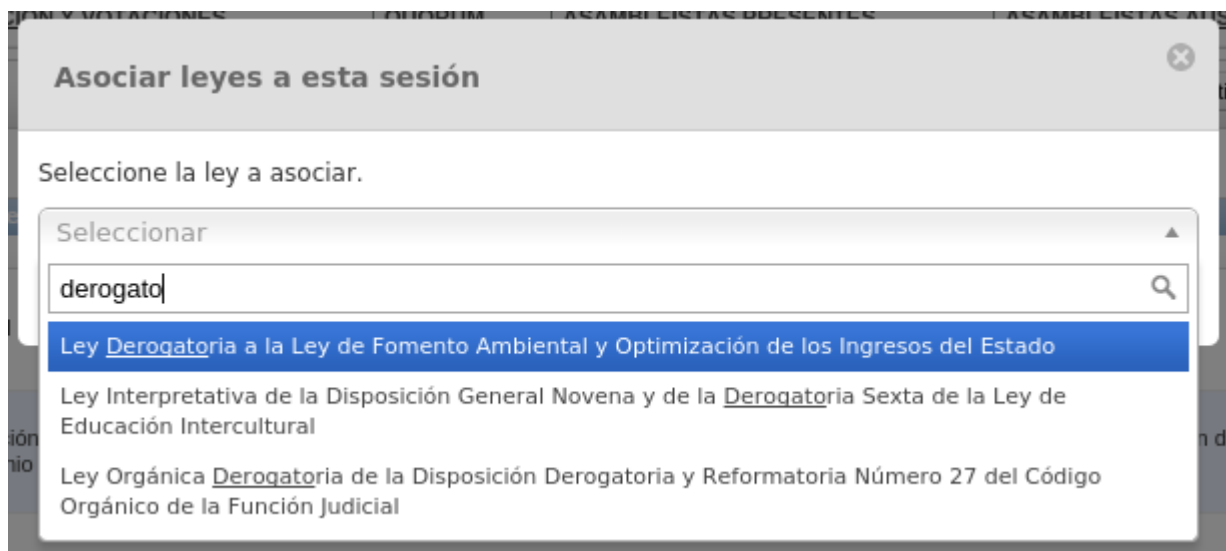 QUORUM
ASAMBLEISTAS PRESENTES
Asociar leyes a esta sesión
Seleccione la ley a asociar.
Seleccionar
derogato
Ley Derogatoria a la Ley de Fomento Ambiental y Optimización de los Ingresos del Estado
Ley Interpretativa de la Disposición General Novena y de la Derogatoria Sexta de la Ley de
Educación Intercultural
Ley Orgánica Derogatoria de la Disposición Derogatoria y Reformatoria Número 27 del Código
Orgánico de la Función Judicial